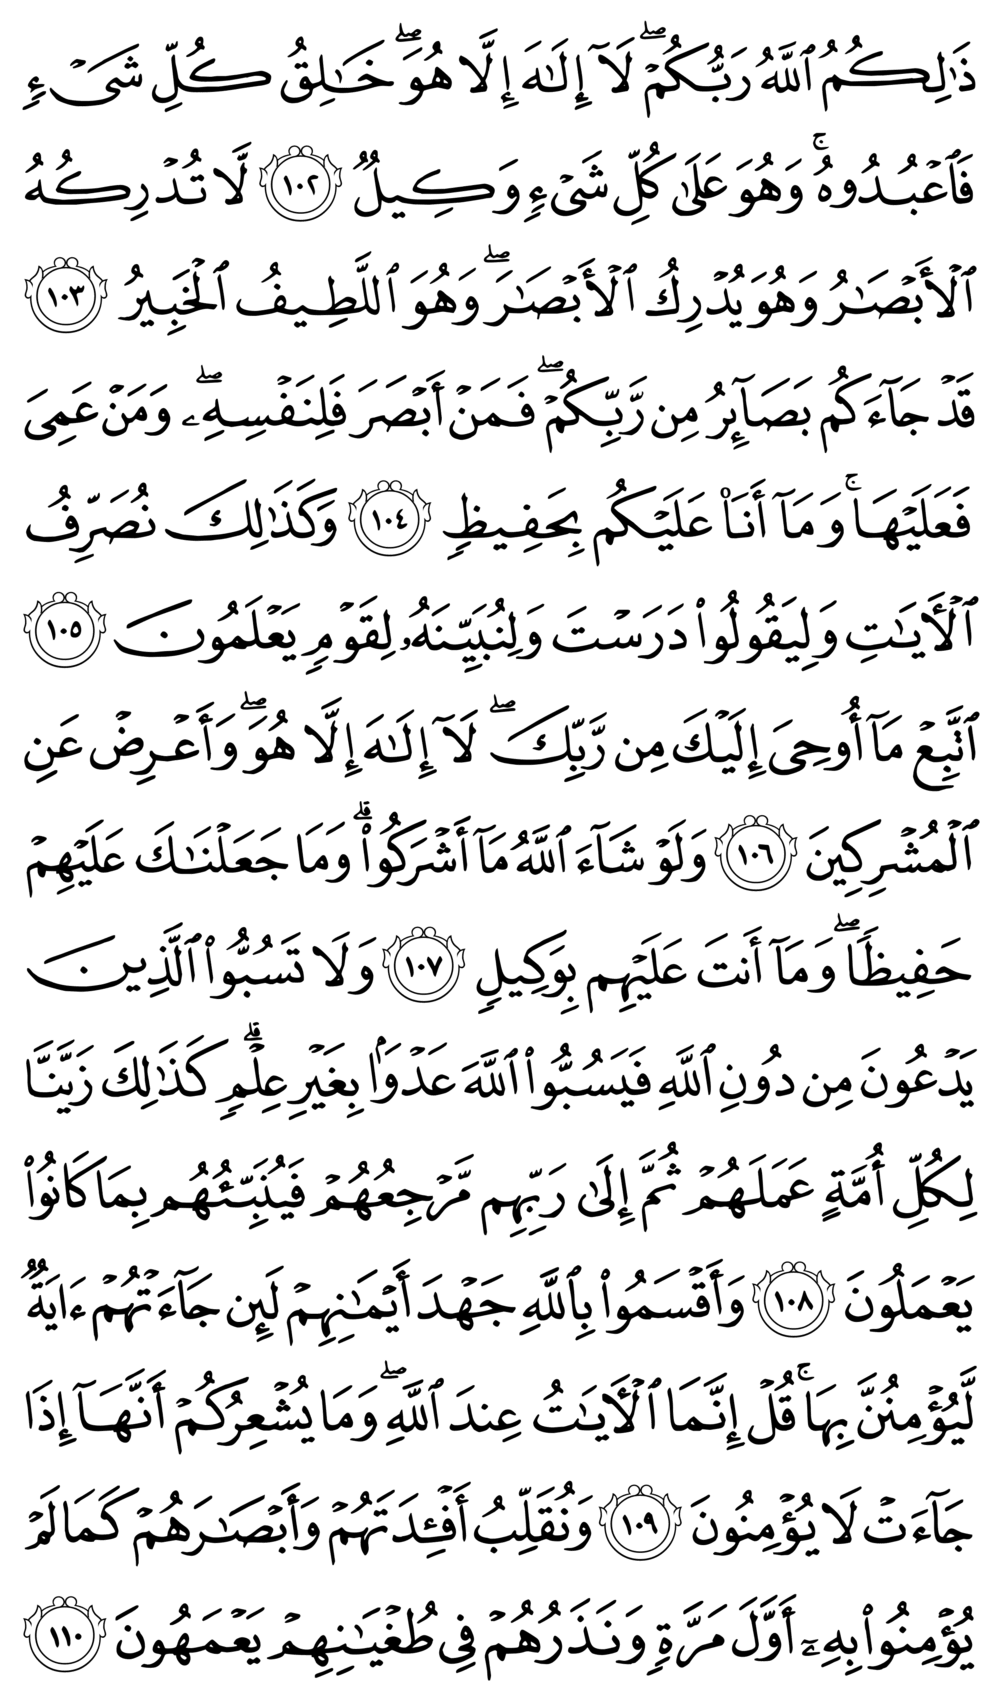 ذَٰلِكُمُ ٱللَّهُ رَبُّكُمۡۖ لَآ إِلَٰهَ إِلَّا هُوَۖ خَٰلِقُ كُلِّ شَيۡءٖ
فَٱعۡبُدُوهُۚ وَهُوَ عَلَىٰ كُلِّ شَيۡءٖ وَكِيلٞ ١٠٢ لَّا تُدۡرِكُهُ
ٱلۡأَبۡصَٰرُ وَهُوَ يُدۡرِكُ ٱلۡأَبۡصَٰرَۖ وَهُوَ ٱللَّطِيفُ ٱلۡخَبِيرُ ١٠٣
قَدۡ جَآءَكُم بَصَآئِرُ مِن رَّبِّكُمۡۖ فَمَنۡ أَبۡصَرَ فَلِنَفۡسِهِۦۖ وَمَنۡ عَمِيَ
فَعَلَيۡهَاۚ وَمَآ أَنَا۠ عَلَيۡكُم بِحَفِيظٖ ١٠٤ وَكَذَٰلِكَ نُصَرِّفُ
ٱلۡأٓيَٰتِ وَلِيَقُولُواْ دَرَسۡتَ وَلِنُبَيِّنَهُۥ لِقَوۡمٖ يَعۡلَمُونَ ١٠٥
ٱتَّبِعۡ مَآ أُوحِيَ إِلَيۡكَ مِن رَّبِّكَۖ لَآ إِلَٰهَ إِلَّا هُوَۖ وَأَعۡرِضۡ عَنِ
ٱلۡمُشۡرِكِينَ ١٠٦ وَلَوۡ شَآءَ ٱللَّهُ مَآ أَشۡرَكُواْۗ وَمَا جَعَلۡنَٰكَ عَلَيۡهِمۡ
حَفِيظٗاۖ وَمَآ أَنتَ عَلَيۡهِم بِوَكِيلٖ ١٠٧ وَلَا تَسُبُّواْ ٱلَّذِينَ
يَدۡعُونَ مِن دُونِ ٱللَّهِ فَيَسُبُّواْ ٱللَّهَ عَدۡوَۢا بِغَيۡرِ عِلۡمٖۗ كَذَٰلِكَ زَيَّنَّا
لِكُلِّ أُمَّةٍ عَمَلَهُمۡ ثُمَّ إِلَىٰ رَبِّهِم مَّرۡجِعُهُمۡ فَيُنَبِّئُهُم بِمَا كَانُواْ
يَعۡمَلُونَ ١٠٨ وَأَقۡسَمُواْ بِٱللَّهِ جَهۡدَ أَيۡمَٰنِهِمۡ لَئِن جَآءَتۡهُمۡ ءَايَةٞ
لَّيُؤۡمِنُنَّ بِهَاۚ قُلۡ إِنَّمَا ٱلۡأٓيَٰتُ عِندَ ٱللَّهِۖ وَمَا يُشۡعِرُكُمۡ أَنَّهَآ إِذَا
جَآءَتۡ لَا يُؤۡمِنُونَ ١٠٩ وَنُقَلِّبُ أَفۡـِٔدَتَهُمۡ وَأَبۡصَٰرَهُمۡ كَمَا لَمۡ
يُؤۡمِنُواْ بِهِۦٓ أَوَّلَ مَرَّةٖ وَنَذَرُهُمۡ فِي طُغۡيَٰنِهِمۡ يَعۡمَهُونَ ١١٠